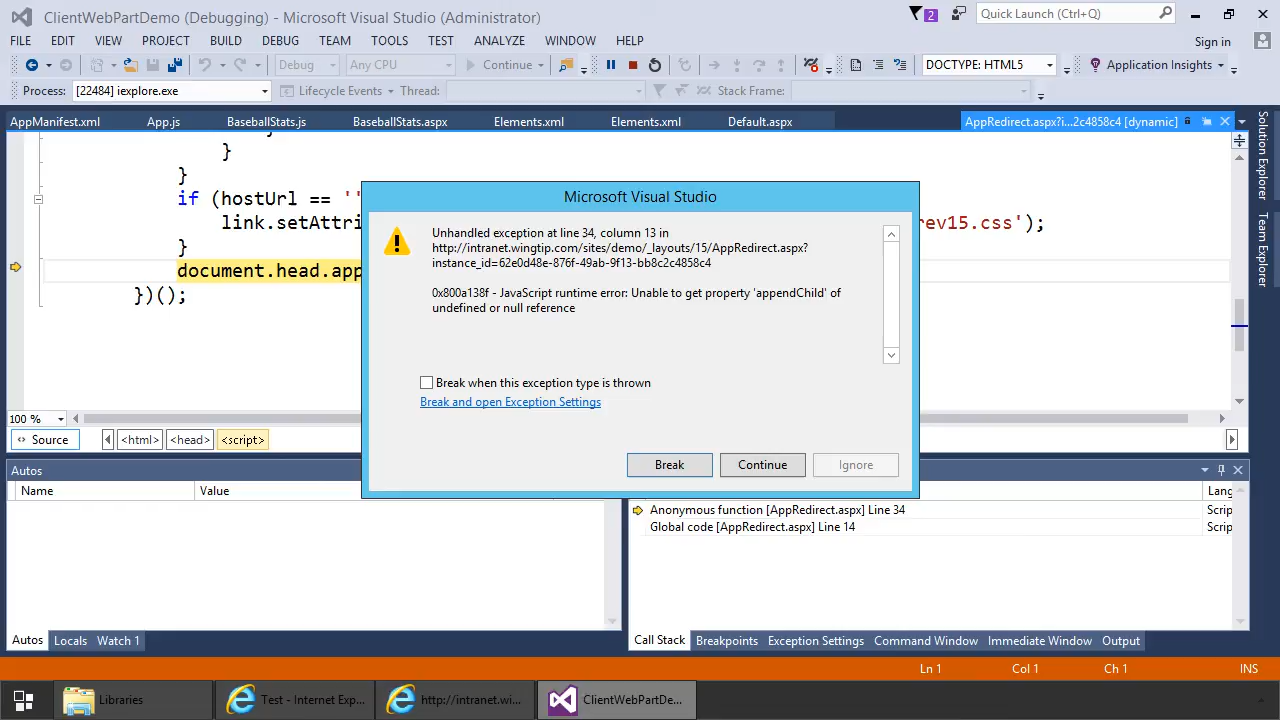 ClientWebPartDemo (Debugging) - Microsoft Visual Studio (Administrator)
2
Quick Launch (Ctrl+Q)
FILE EDIT VIEW PROJECT BUILD DEBUG TEAM TOOLS TEST ANALYZE WINDOW HELP
Sign in
Debug Any CPU Continue DOCTYPE: HTML5 Application Insights
Process: [22484] iexplore.exe Lifecycle Events Thread: Stack Frame:
AppManifest.xml App.js BaseballStats.js BaseballStats.aspx Elements.xml Elements.xml Default.aspx AppRedirect.aspx?i...2c4858c4 [dynamic]
Solution Explorer
Team Explorer
}
}
if (hostUrl == ''
link.setAttri
rev15.css');
}
document.head.app
})();
Microsoft Visual Studio
Unhandled exception at line 34, column 13 in
http://intranet.wingtip.com/sites/demo/_layouts/15/AppRedirect.aspx?
instance_id=62e0d48e-876f-49ab-9f13-bb8c2c4858c4
0x800a138f - JavaScript runtime error: Unable to get property 'appendChild' of
undefined or null reference
Break when this exception type is thrown
Break and open Exception Settings
Break Continue Ignore
100 %
Source <html> <head> <script>
Autos
Name Value
Lang
Anonymous function [AppRedirect.aspx] Line 34 Scrip
Global code [AppRedirect.aspx] Line 14 Scrip
Autos Locals Watch 1
Call Stack Breakpoints Exception Settings Command Window Immediate Window Output
Ln 1 Col 1 Ch 1 INS
Libraries Test - Internet Exp... http://intranet.wi... ClientWebPartDe...